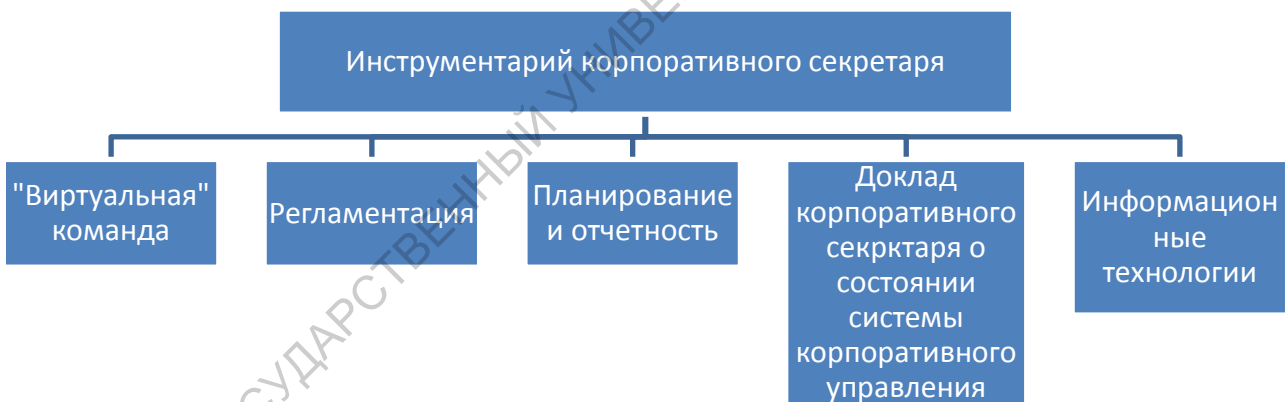 Инструментарий корпоративного секретаря
"Виртуальная"
команда
Регламентация
Планирование
и отчетность
Доклад
корпоративного
секрктаря о
состоянии
системы
корпоративного
управления
Информацион
ные
технологии